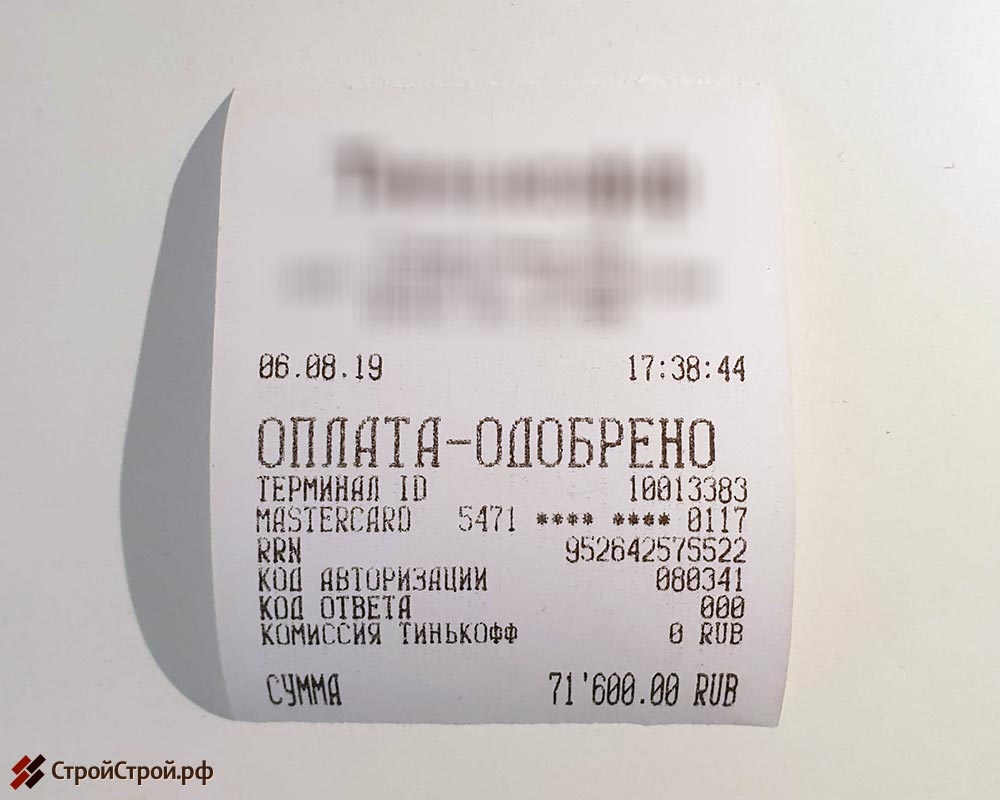 06.08.19 17:38:44
ОПЛАТА-ОДОБРЕНО
ТЕРМИНАЛ ID 10013383
MASTERCARD 5471 **** **** 0117
RRN 952642575522
КОД АВТОРИЗАЦИИ 080341
КОД ОТВЕТА 000
КОМИССИЯ ТИНЬКОФФ 0 RUB
СУММА 71'600.00 RUB
СтройСтрой.рф